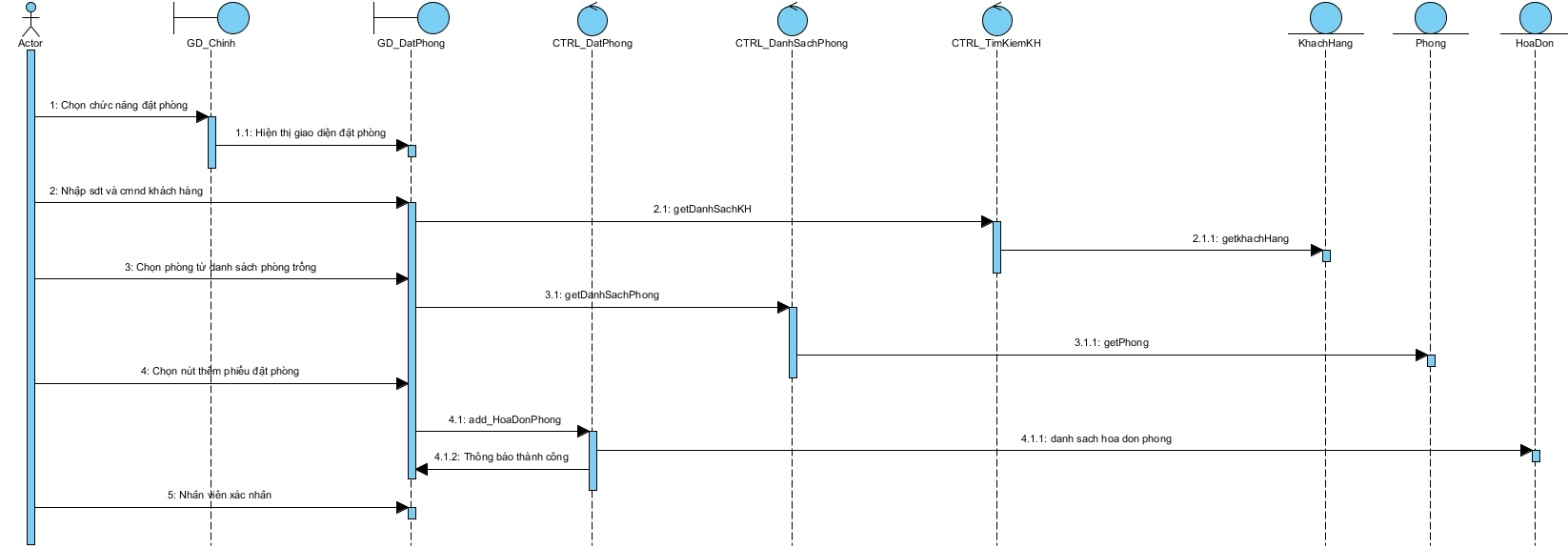 Actor
GD_Chinh
GD_DatPhong
CTRL_DatPhong
CTRL_DanhSachPhong
CTRL_TimKiemKH
KhachHang
Phong
HoaDon
1: Chọn chức năng đặt phòng
1.1: Hiện thị giao diện đặt phòng
2: Nhập sdt và cmnd khách hàng
2.1: getDanhSachKH
2.1.1: getkhachHang
3: Chọn phòng từ danh sách phòng trống
3.1: getDanhSachPhong
3.1.1: getPhong
4: Chọn nút thêm phiếu đặt phòng
4.1: add_HoaDonPhong
4.1.1: danh sach hoa don phong
4.1.2: Thông báo thành công
5: Nhân viên xác nhân